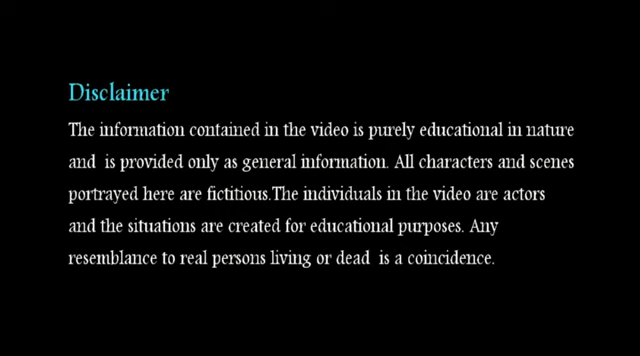 Disclaimer
The information contained in the video is purely educational in nature
and  is provided only as general information. All characters and scenes
portrayed here are fictitious.The individuals in the video are actors
and the situations are created for educational purposes. Any
resemblance to real persons living or dead  is a coincidence.